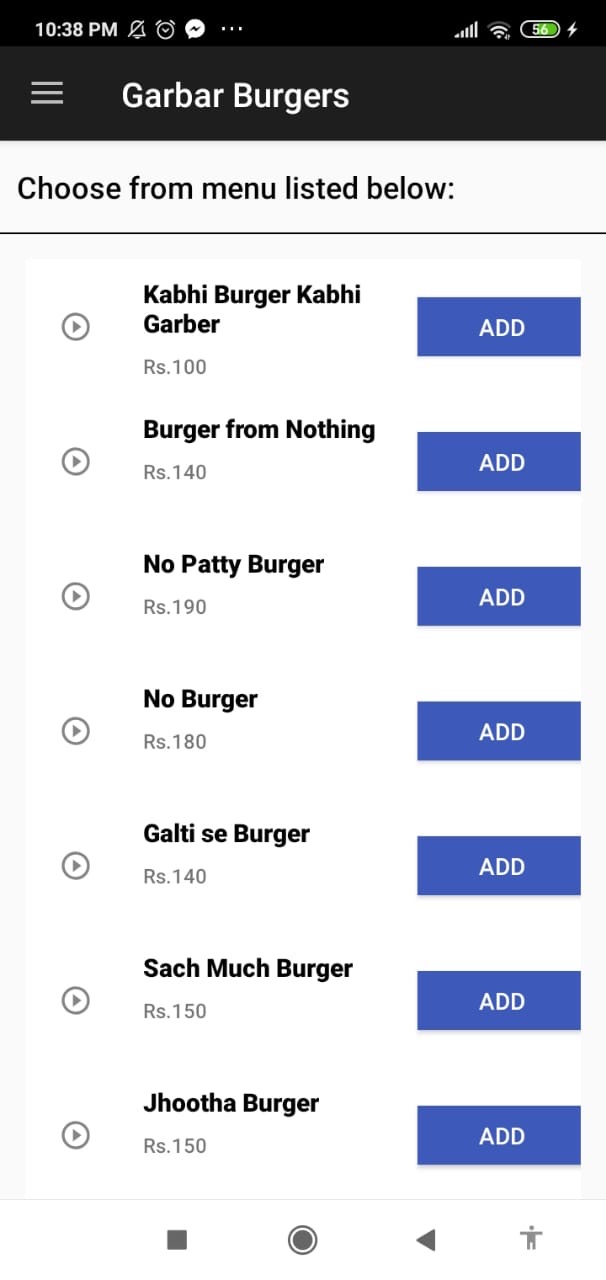 10:38 PM
56
Garbar Burgers
Choose from menu listed below:
Kabhi Burger Kabhi
Garber
Rs.100
ADD
Burger from Nothing
Rs.140
ADD
No Patty Burger
Rs.190
ADD
No Burger
Rs.180
ADD
Galti se Burger
Rs.140
ADD
Sach Much Burger
Rs.150
ADD
Jhootha Burger
Rs.150
ADD